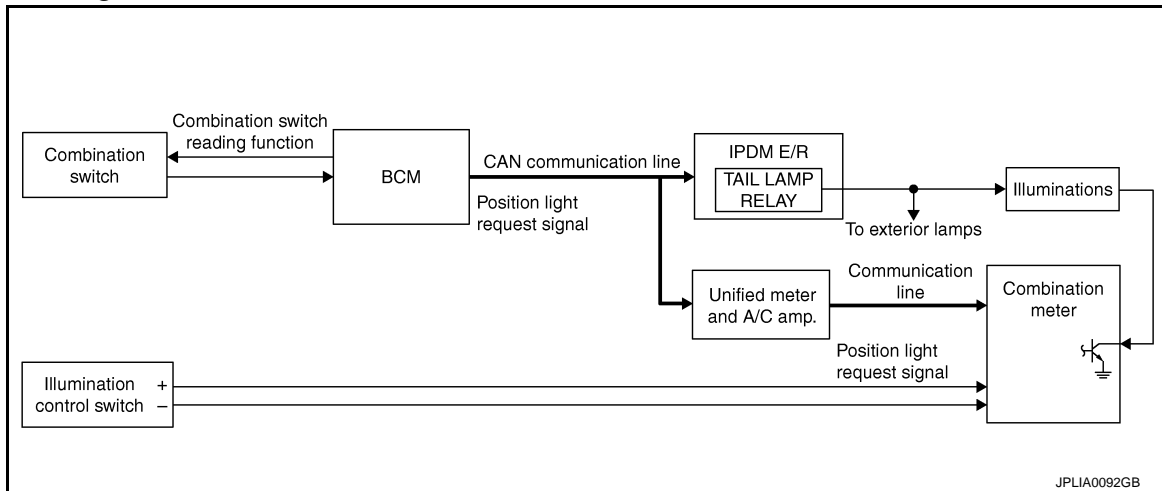 Combination switch
reading function
Combination
switch
BCM
CAN communication line
Position light
request signal
IPDM E/R
TAIL LAMP
RELAY
To exterior lamps
Illuminations
Unified meter
and A/C amp.
Communication
line
Combination
meter
Position light
request signal
Illumination
control switch
+
–
JPLIA0092GB